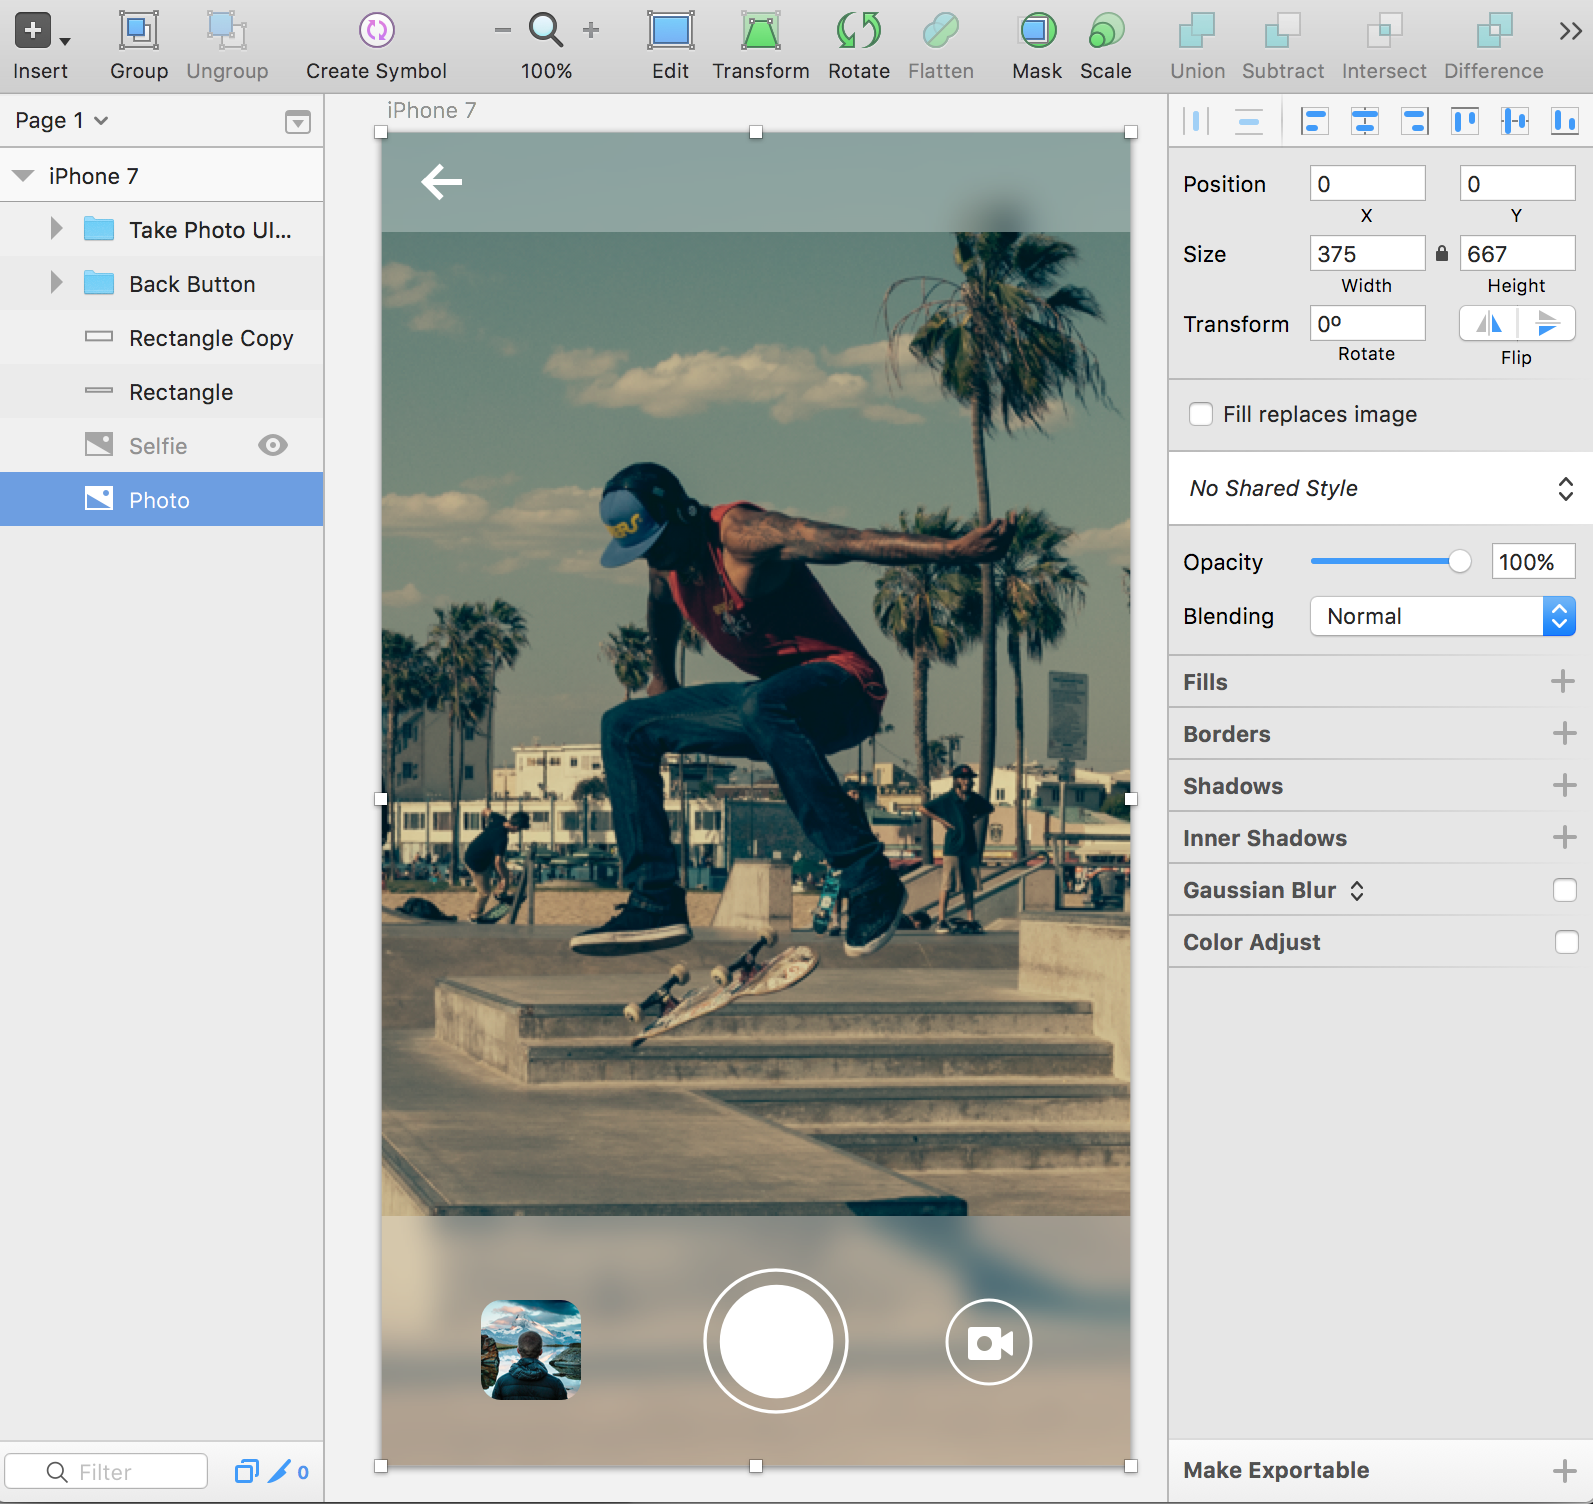 Insert
Group
Ungroup
Create Symbol
100%
Edit
Transform
Rotate
Flatten
Mask
Scale
Union
Subtract
Intersect
Difference
Page 1
iPhone 7
Take Photo UI...
Back Button
Rectangle Copy
Rectangle
Selfie
Photo
Filter
0
iPhone 7
Position
0
0
X
Y
Size
375
667
Width
Height
Transform
0º
Rotate
Flip
Fill replaces image
No Shared Style
Opacity
100%
Blending
Normal
Fills
Borders
Shadows
Inner Shadows
Gaussian Blur
Color Adjust
Make Exportable